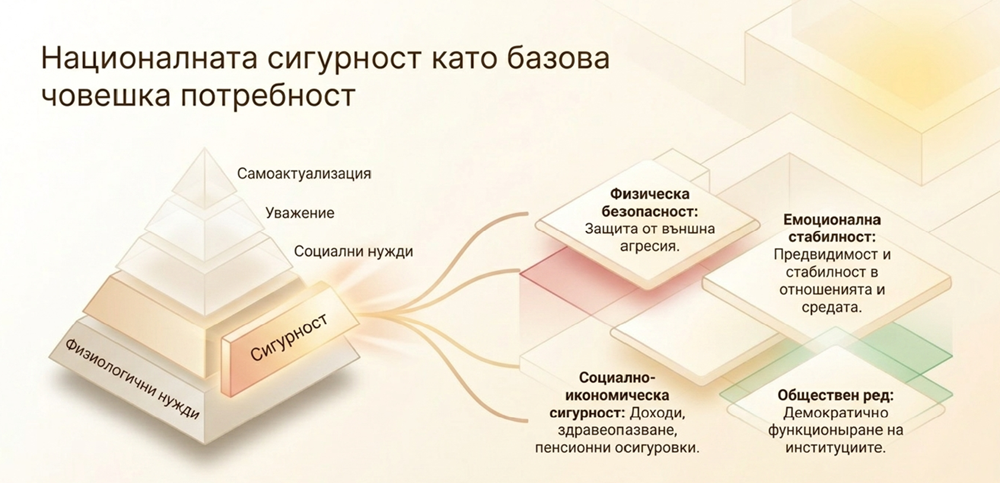 Националната сигурност като базова
човешка потребност
Самоактуализация
Уважение
Социални нужди
Сигурност
Физиологични нужди
Физическа
безопасност:
Защита от външна
агресия.
Емоционална
стабилност:
Предвидимост и
стабилност в
отношенията и
средата.
Социално-
икономическа
сигурност: Доходи,
здравеопазване,
пенсионни осигуровки.
Обществен ред:
Демократично
функциониране на
институциите.